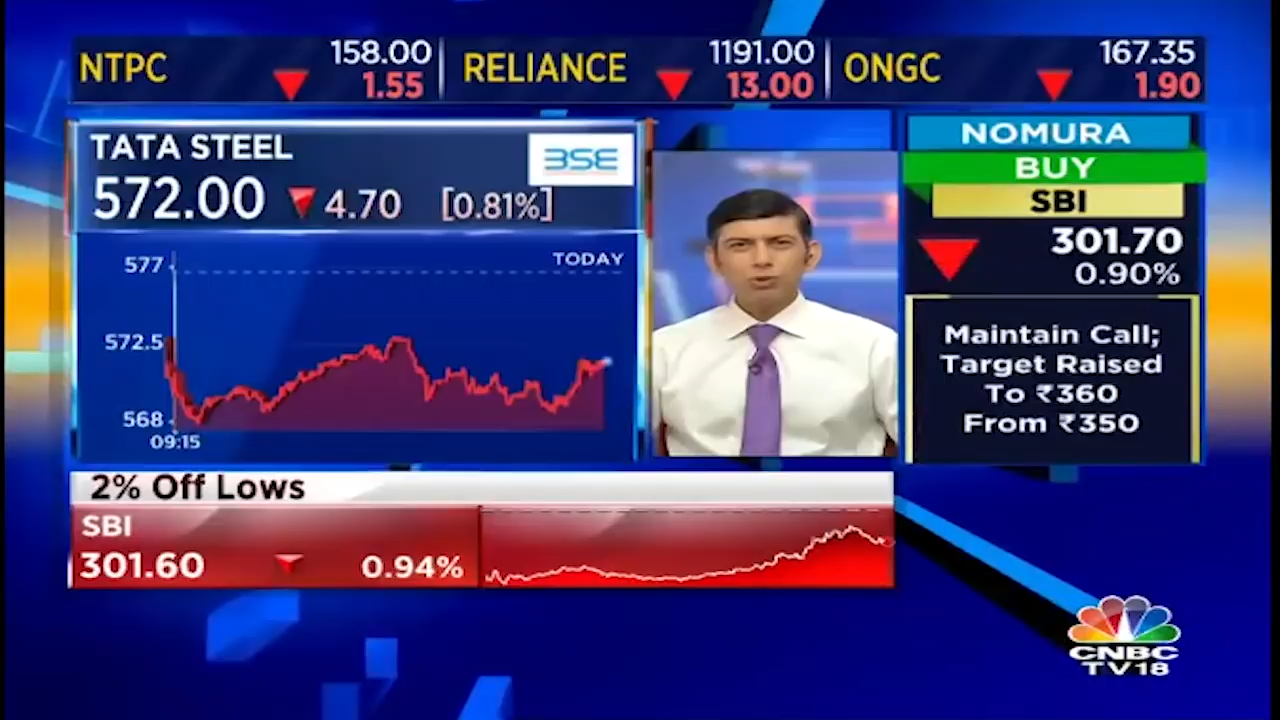 NTPC 158.00 1.55
RELIANCE 1191.00 13.00
ONGC 167.35 1.90
TATA STEEL
572.00 4.70 [0.81%]
BSE
TODAY
577
572.5
568
09:15
NOMURA
BUY
SBI
301.70
0.90%
Maintain Call;
Target Raised
To ₹360
From ₹350
2% Off Lows
SBI
301.60 0.94%
CNBC
TV18